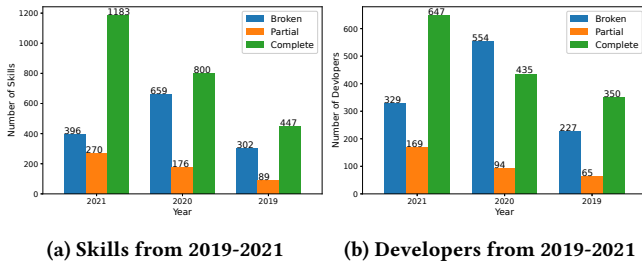 1200
1000
800
600
400
200
0
Number of Skills
396
270
1183
659
176
800
302
89
447
Broken
Partial
Complete
2021 2020 2019
Year
(a) Skills from 2019-2021
600
500
400
300
200
100
0
Number of Devlopers
329
169
647
554
94
435
227
65
350
Broken
Partial
Complete
2021 2020 2019
Year
(b) Developers from 2019-2021